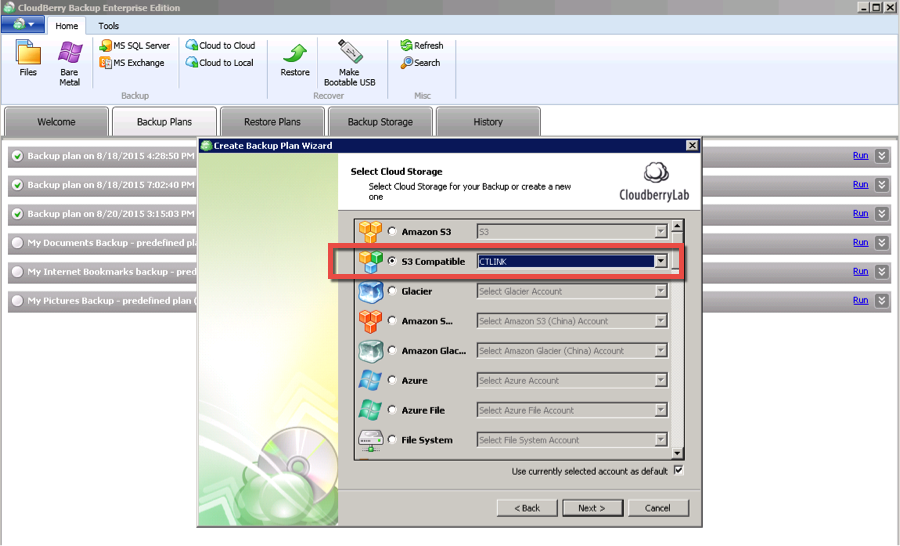 CloudBerry Backup Enterprise Edition
Home
Tools
Files
Bare
Metal
MS SQL Server
MS Exchange
Cloud to Cloud
Cloud to Local
Backup
Restore
Make
Bootable USB
Recover
Refresh
Search
Misc
Welcome
Backup Plans
Restore Plans
Backup Storage
History
Backup plan on 8/18/2015 4:28:50 PM
Run
Backup plan on 8/18/2015 7:02:40 PM
Run
Backup plan on 8/20/2015 3:15:03 PM
Run
My Documents Backup - predefined pla
Run
My Internet Bookmarks backup - pred
Run
My Pictures Backup - predefined plan (
Run
Create Backup Plan Wizard
Select Cloud Storage
Select Cloud Storage for your Backup or create a new
one
CloudberryLab
Amazon S3
S3
S3 Compatible
CTLINK
Glacier
Select Glacier Account
Amazon S...
Select Amazon S3 (China) Account
Amazon Glac...
Select Amazon Glacier (China) Account
Azure
Select Azure Account
Azure File
Select Azure File Account
File System
Select File System Account
Use currently selected account as default
< Back
Next >
Cancel